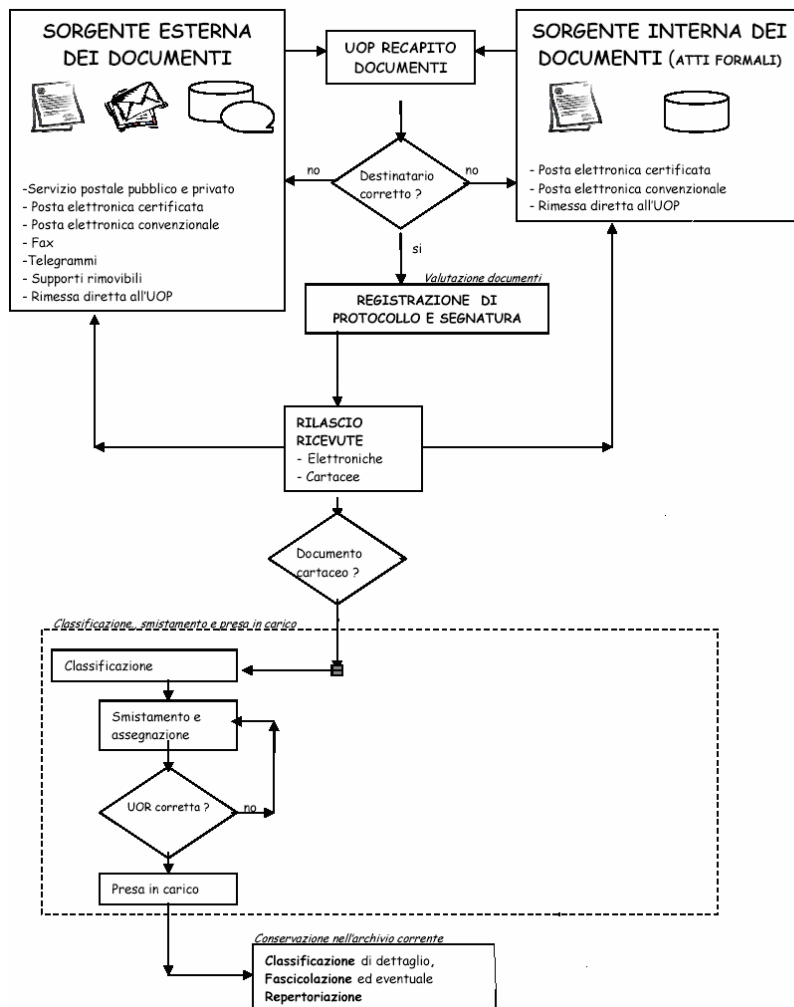 SORGENTE ESTERNA
DEI DOCUMENTI
-Servizio postale pubblico e privato
- Posta elettronica certificata
- Posta elettronica convenzionale
- Fax
-Telegrammi
- Supporti rimovibili
- Rimessa diretta all'UOP
UOP RECAPITO
DOCUMENTI
SORGENTE INTERNA DEI
DOCUMENTI (ATTI FORMALI)
- Posta elettronica certificata
- Posta elettronica convenzionale
- Rimessa diretta all'UOP
no
Destinatario
corretto ?
no
si
Valutazione documenti
REGISTRAZIONE DI
PROTOCOLLO E SEGNATURA
RILASCIO
RICEVUTE
- Elettroniche
- Cartacee
Documento
cartaceo ?
Classificazione, smistamento e presa in carico
Classificazione
Smistamento e
assegnazione
UOR corretta ?
no
Presa in carico
Conservazione nell'archivio corrente
Classificazione di dettaglio,
Fascicolazione ed eventuale
Repertoriazione